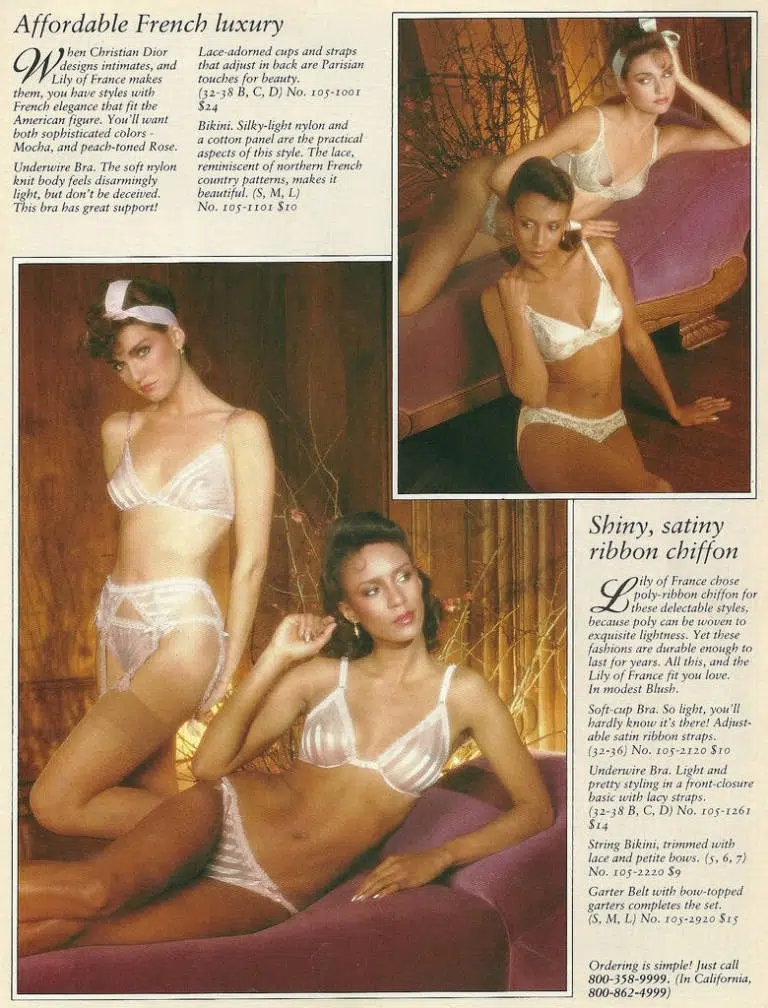 Affordable French luxury
When Christian Dior
designs intimates, and
Lily of France makes
them, you have styles with
French elegance that fit the
American figure. You'll want
both sophisticated colors -
Mocha, and peach-toned Rose.
Underwire Bra. The soft nylon
knit body feels disarmingly
light, but don't be deceived.
This bra has great support!
Lace-adorned cups and straps
that adjust in back are Parisian
touches for beauty.
(32-38 B, C, D) No. 105-1001
$24
Bikini. Silky-light nylon and
a cotton panel are the practical
aspects of this style. The lace,
reminiscent of northern French
country patterns, makes it
beautiful. (S, M, L)
No. 105-1101 $10
Shiny, satiny
ribbon chiffon
Lily of France chose
poly-ribbon chiffon for
these delectable styles,
because poly can be woven to
exquisite lightness. Yet these
fashions are durable enough to
last for years. All this, and the
Lily of France fit you love.
In modest Blush.
Soft-cup Bra. So light, you'll
hardly know it's there! Adjust-
able satin ribbon straps.
(32-36) No. 105-2120 $10
Underwire Bra. Light and
pretty styling in a front-closure
basic with lacy straps.
(32-38 B, C, D) No. 105-1261
$14
String Bikini, trimmed with
lace and petite bows. (5, 6, 7)
No. 105-2220 $9
Garter Belt with bow-topped
garters completes the set.
(S, M, L) No. 105-2920 $15
Ordering is simple! Just call
800-358-9999. (In California,
800-862-4999)